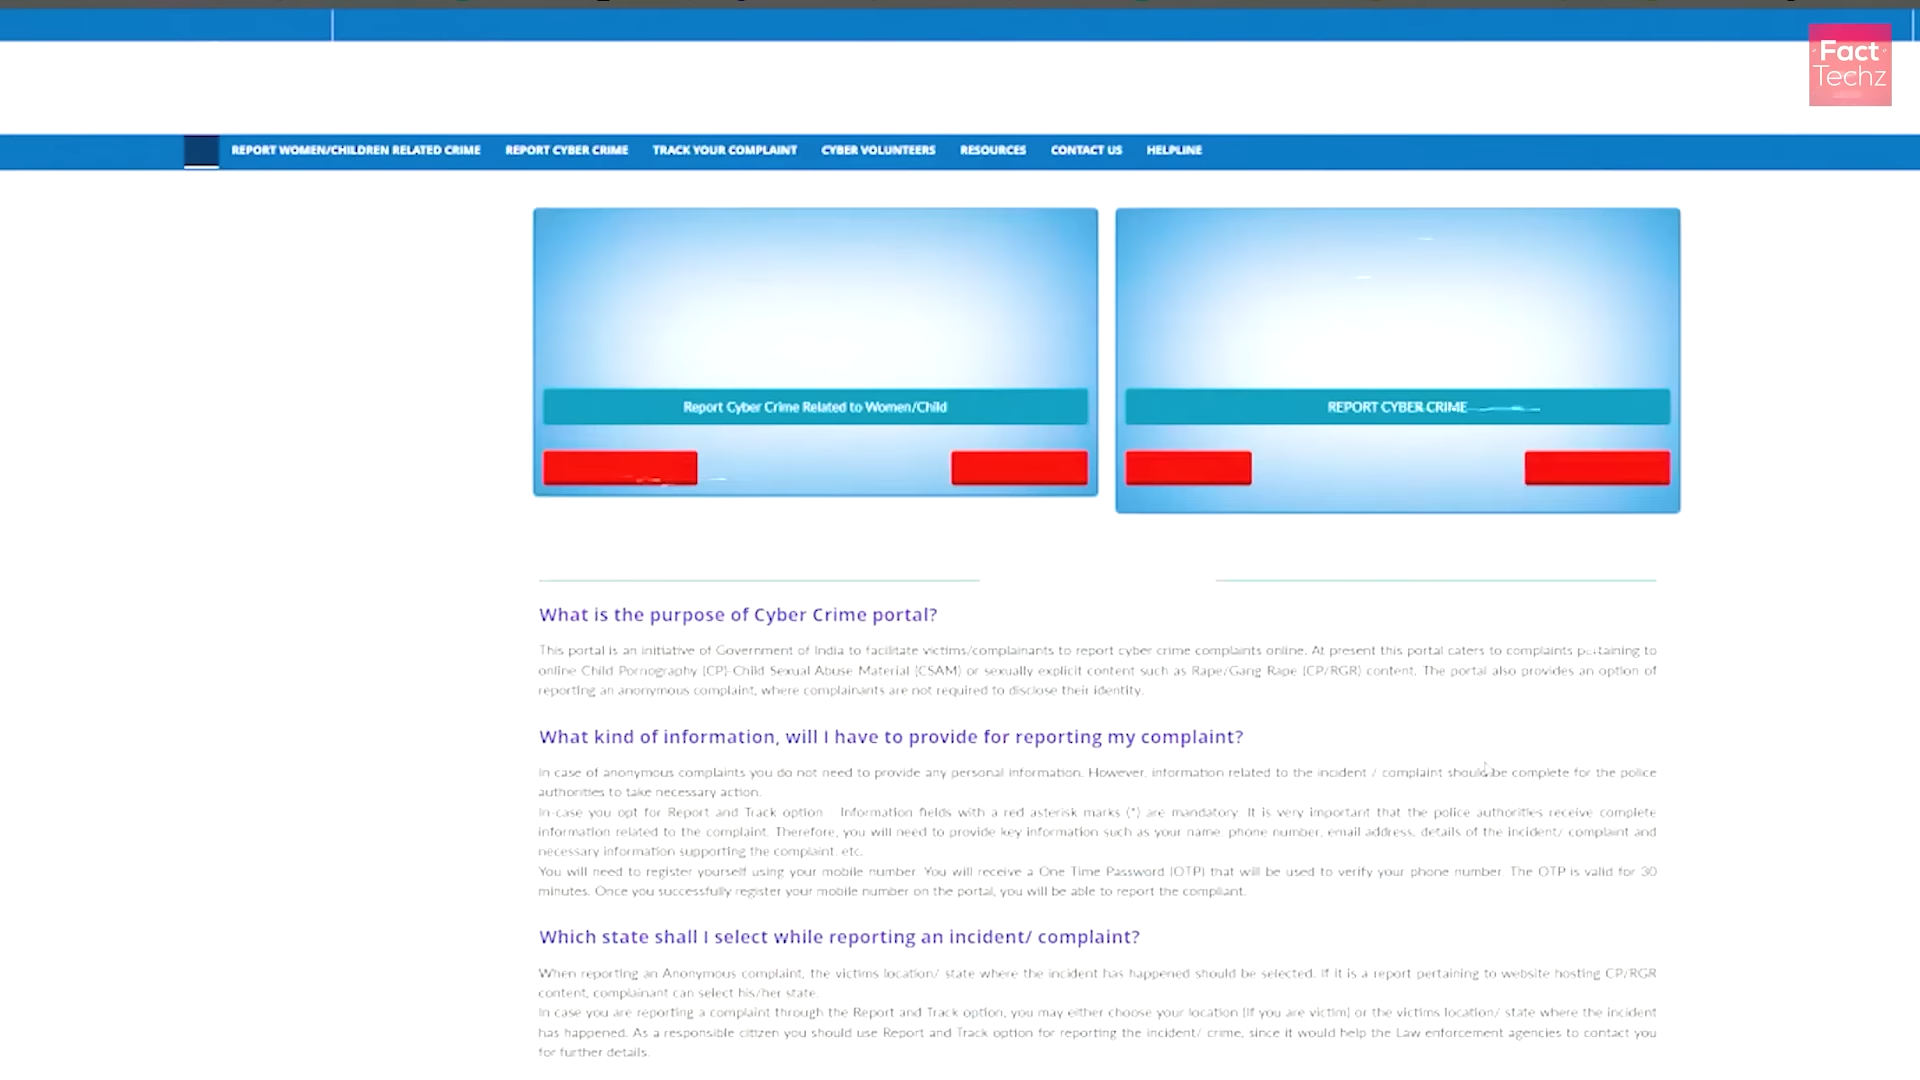 Fact
Techz
REPORT WOMEN/CHILDREN RELATED CRIME REPORT CYBER CRIME TRACK YOUR COMPLAINT CYBER VOLUNTEERS RESOURCES CONTACT US HELPLINE
Report Cyber Crime Related to Women/Child
REPORT CYBER CRIME
What is the purpose of Cyber Crime portal?
This portal is an initiative of Government of India to facilitate victims/complainants to report cyber crime complaints online. At present this portal caters to complaints pertaining to
online Child Pornography (CP)-Child Sexual Abuse Material (CSAM) or sexually explicit content such as Rape/Gang Rape (CP/RGR) content. The portal also provides an option of
reporting an anonymous complaint, where complainants are not required to disclose their identity.
What kind of information, will I have to provide for reporting my complaint?
In case of anonymous complaints you do not need to provide any personal information. However, information related to the incident / complaint should be complete for the police
authorities to take necessary action.
In-case you opt for Report and Track option Information fields with a red asterisk marks (*) are mandatory. It is very important that the police authorities receive complete
information related to the complaint. Therefore, you will need to provide key information such as your name, phone number, email address, details of the incident/ complaint and
necessary information supporting the complaint. etc.
You will need to register yourself using your mobile number. You will receive a One Time Password (OTP) that will be used to verify your phone number. The OTP is valid for 30
minutes. Once you successfully register your mobile number on the portal, you will be able to report the compliant.
Which state shall I select while reporting an incident/ complaint?
When reporting an Anonymous complaint, the victims location/ state where the incident has happened should be selected. If it is a report pertaining to website hosting CP/RGR
content, complainant can select his/her state.
In case you are reporting a complaint through the Report and Track option, you may either choose your location (If you are victim) or the victims location/ state where the incident
has happened. As a responsible citizen you should use Report and Track option for reporting the incident/ crime, since it would help the Law enforcement agencies to contact you
for further details.